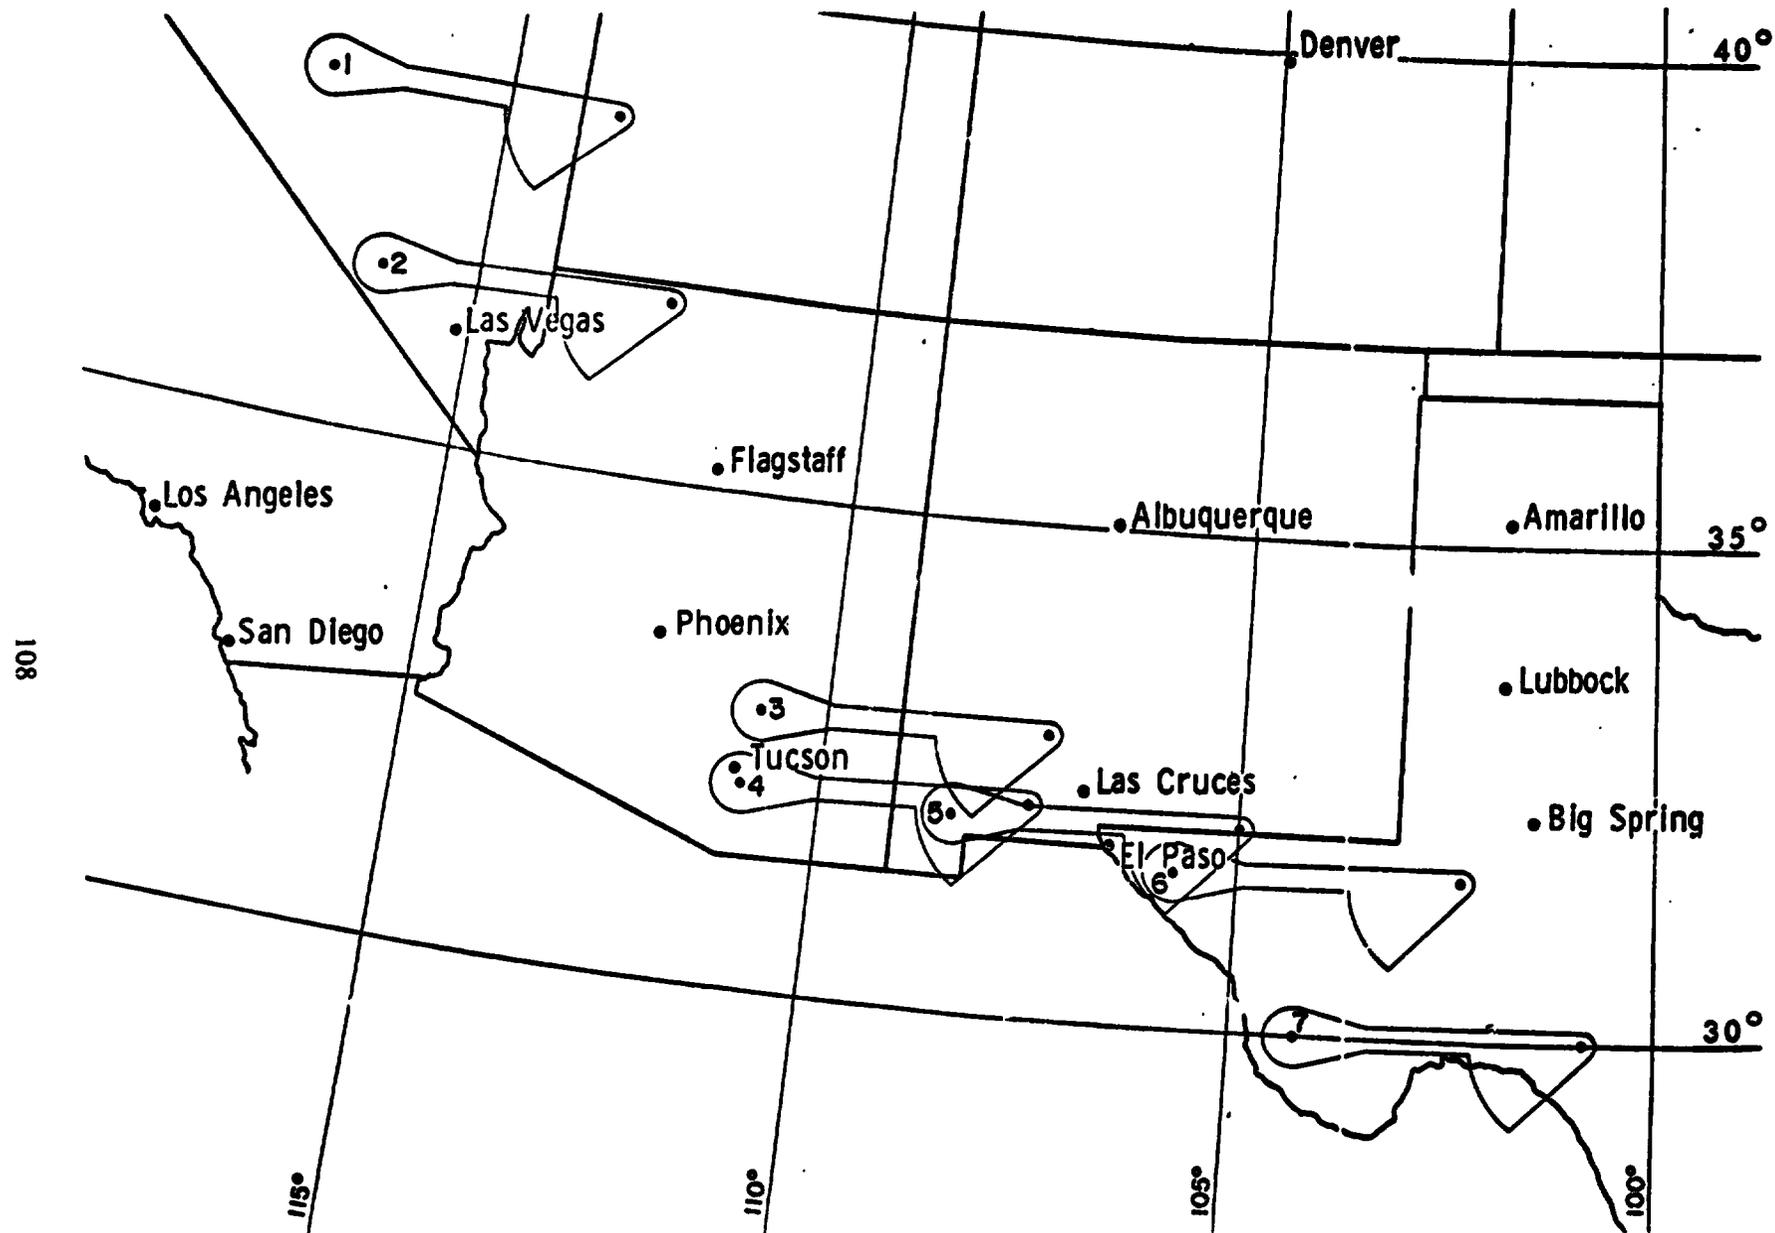 Denver
40°
1
2
Las Vegas
Flagstaff
Los Angeles
Albuquerque
Amarillo
35°
San Diego
Phoenix
108
Lubbock
3
Tucson
4
Las Cruces
5
Big Spring
El Paso
6
7
30°
115°
110°
105°
100°